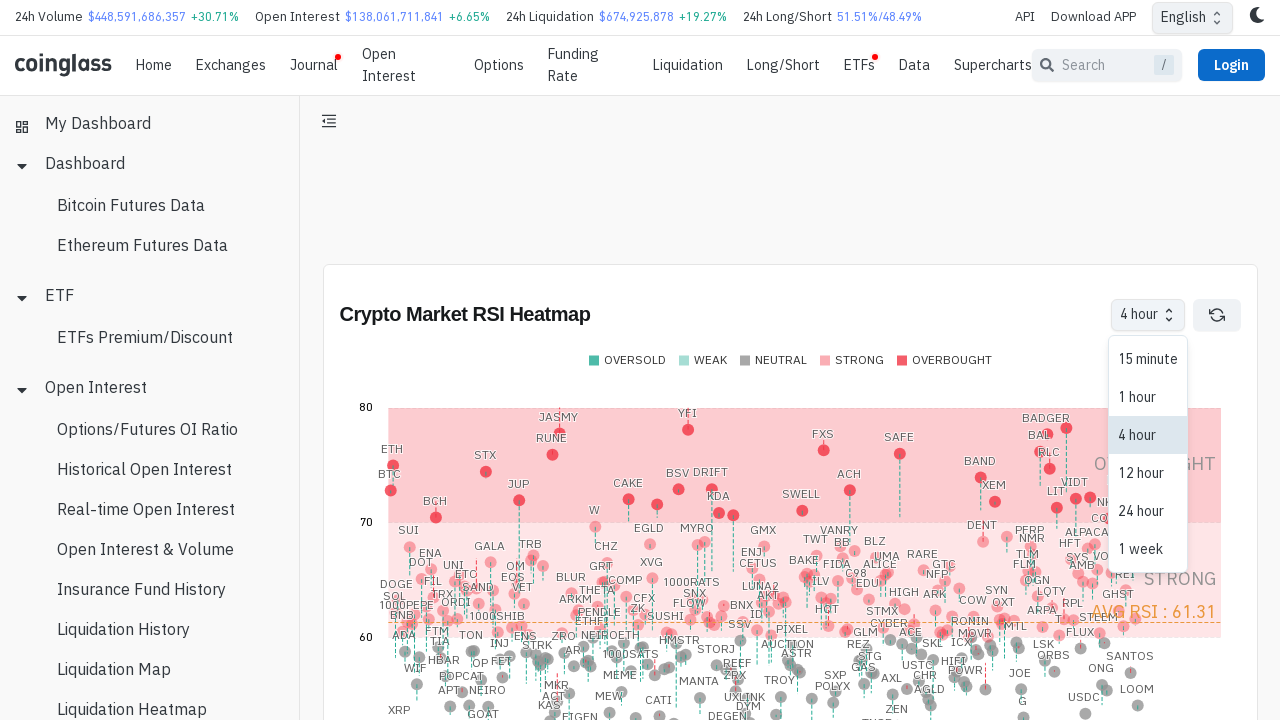 24h Volume $448,591,686,357 +30.71% Open Interest $138,061,711,841 +6.65% 24h Liquidation $674,925,878 +19.27% 24h Long/Short 51.51%/48.49% API Download APP English
coinglass Home Exchanges Journal Open Interest Options Funding Rate Liquidation Long/Short ETFs Data Supercharts Search / Login
My Dashboard
Dashboard
Bitcoin Futures Data
Ethereum Futures Data
ETF
ETFs Premium/Discount
Open Interest
Options/Futures OI Ratio
Historical Open Interest
Real-time Open Interest
Open Interest & Volume
Insurance Fund History
Liquidation History
Liquidation Map
Liquidation Heatmap
Crypto Market RSI Heatmap
4 hour
15 minute
1 hour
4 hour
12 hour
24 hour
1 week
OVERSOLD WEAK NEUTRAL STRONG OVERBOUGHT
80
JASMY YFI BADGER
RUNE FXS SAFE BAL
ETH STX RLC
BTC BSV DRIFT ACH BAND
JUP CAKE XEM VIDT
BCH KDA SWELL LIT
70
W
SUI EGLD MYRO GMX VANRY DENT PFRP
TWT BB BLZ NMR ALPACA
ENA GALA TRB CHZ ENJ HFT
DOT UNI OM GRT XVG CETUS BAKE FIDA UMA RARE GTC TLM SYS
ETC EOS BLUR C98 ALICE NFP FLM AMB REI
STRONG
DOGE FIL SAND VET THETA COMP 1000RATS LUNA2 ILV EDU OGN
SOL TRX ARKM CFX SNX AKT HIGH ARK SYN LQTY GHST
1000PEPE ORDI FLOW BNX HOT COW OXT RPL
BNB 1000SHIB PENDLE ZK SUSHI ID STMX ARPA AVG RSI : 61.31
ETHFI CYBER RONIN TIA STEEM
FTM SSV PIXEL GLM ACE MTL FLUX
60
ADA TIA TON ENS ZRO NEIROETH HMSTR AUCTION REZ MOVR
INJ STRK AR STORJ SKL ICX LSK
HBAR OP FET 1000SATS REEF ASTR STG USTC HIFI ORBS SANTOS
WIF POPCAT MEME ZRX GAS CHR POWR ONG
APT NEIRO MKR MANTA TROY SXP AXL JOE
ACT MEW UXLINK POLYX AGLD LOOM
XRP GOAT KAS CATI DYM ZEN G USDC
EIGEN DEGEN